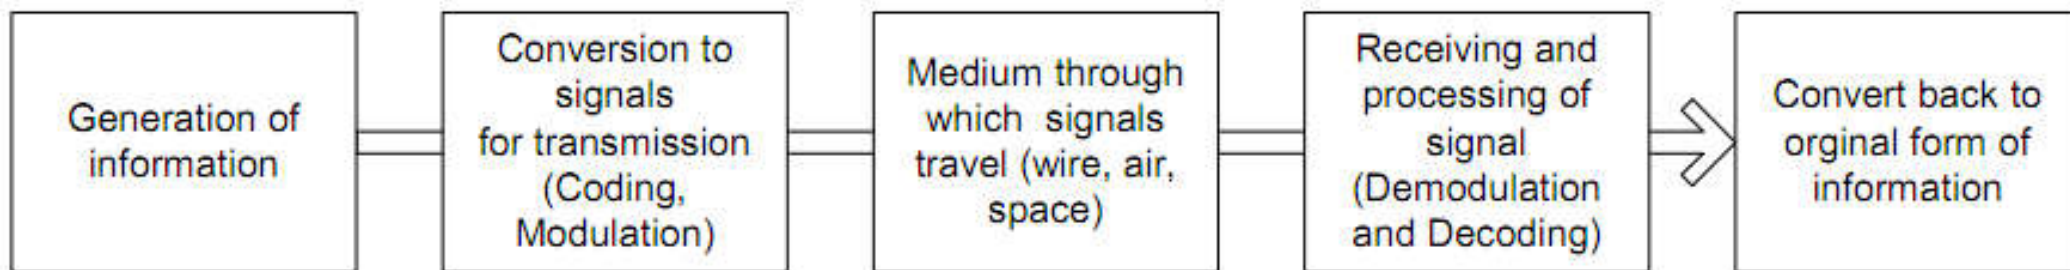 Generation of
information
Conversion to
signals
for transmission
(Coding,
Modulation)
Medium through
which signals
travel (wire, air,
space)
Receiving and
processing of
signal
(Demodulation
and Decoding)
Convert back to
orginal form of
information